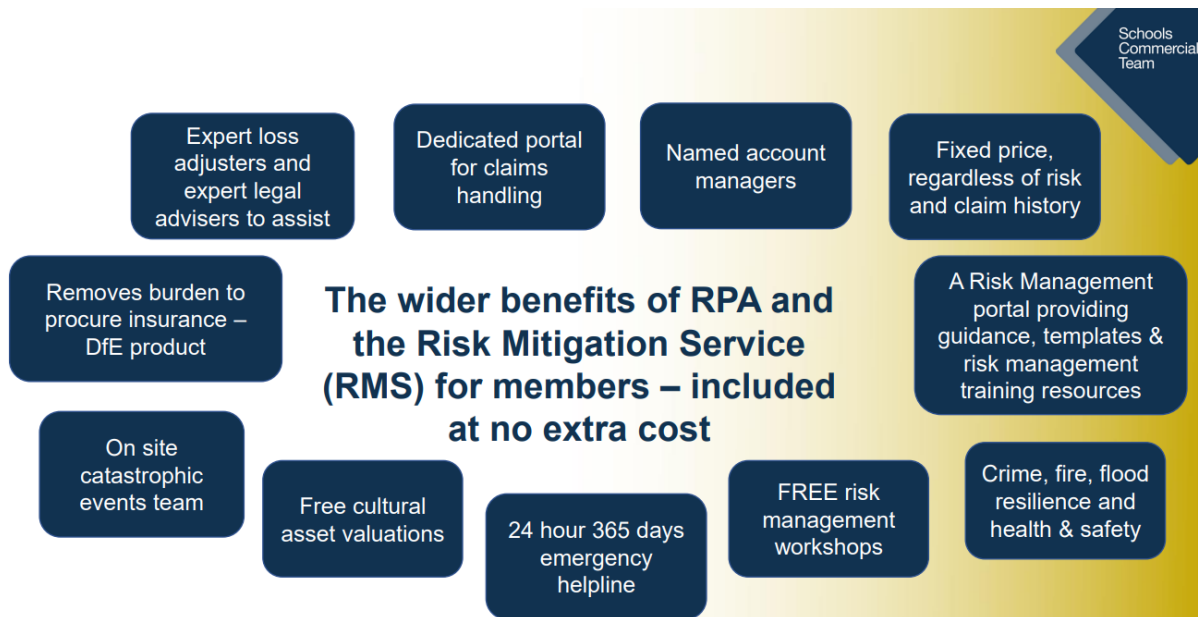 Schools
Commercial
Team
Expert loss
adjusters and
expert legal
advisers to assist
Dedicated portal
for claims
handling
Named account
managers
Fixed price,
regardless of risk
and claim history
Removes burden to
procure insurance –
DfE product
The wider benefits of RPA and
the Risk Mitigation Service
(RMS) for members – included
at no extra cost
A Risk Management
portal providing
guidance, templates &
risk management
training resources
On site
catastrophic
events team
Free cultural
asset valuations
24 hour 365 days
emergency
helpline
FREE risk
management
workshops
Crime, fire, flood
resilience and
health & safety